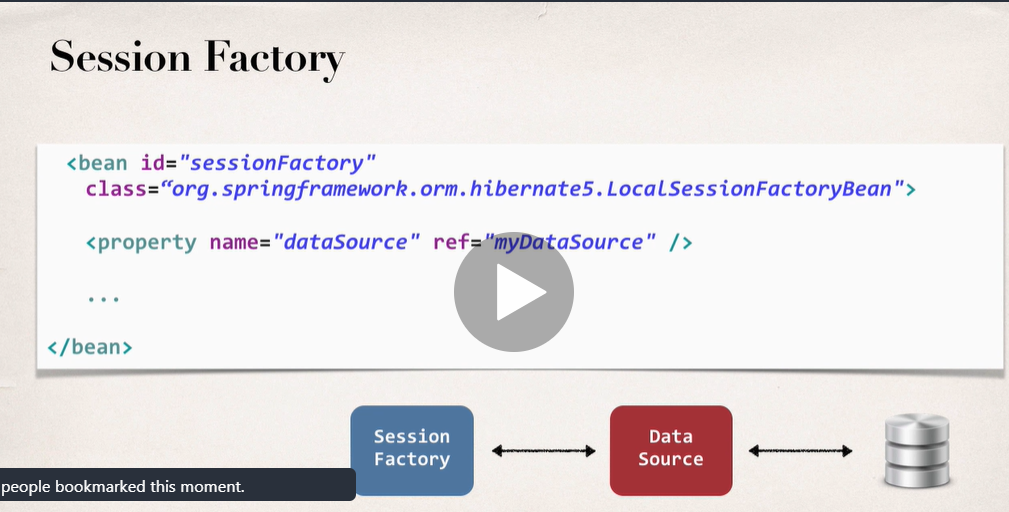 Session Factory
<bean id="sessionFactory"
class=“org.springframework.orm.hibernate5.LocalSessionFactoryBean">
<property name="dataSource" ref="myDataSource" />
...
</bean>
Session
Factory
Data
Source
people bookmarked this moment.